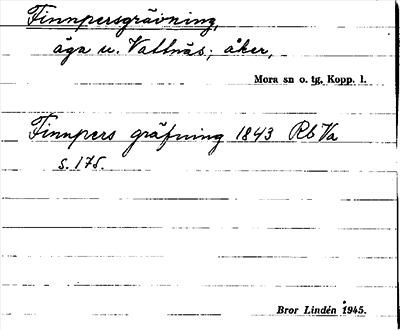 Finnpersgrävning,
äga u. Vattnäs; åker,
Mora sn o. tg, Kopp. l.
Finnpers gräfning 1843 Rb Va
s. 175.
Bror Lindén 1945.